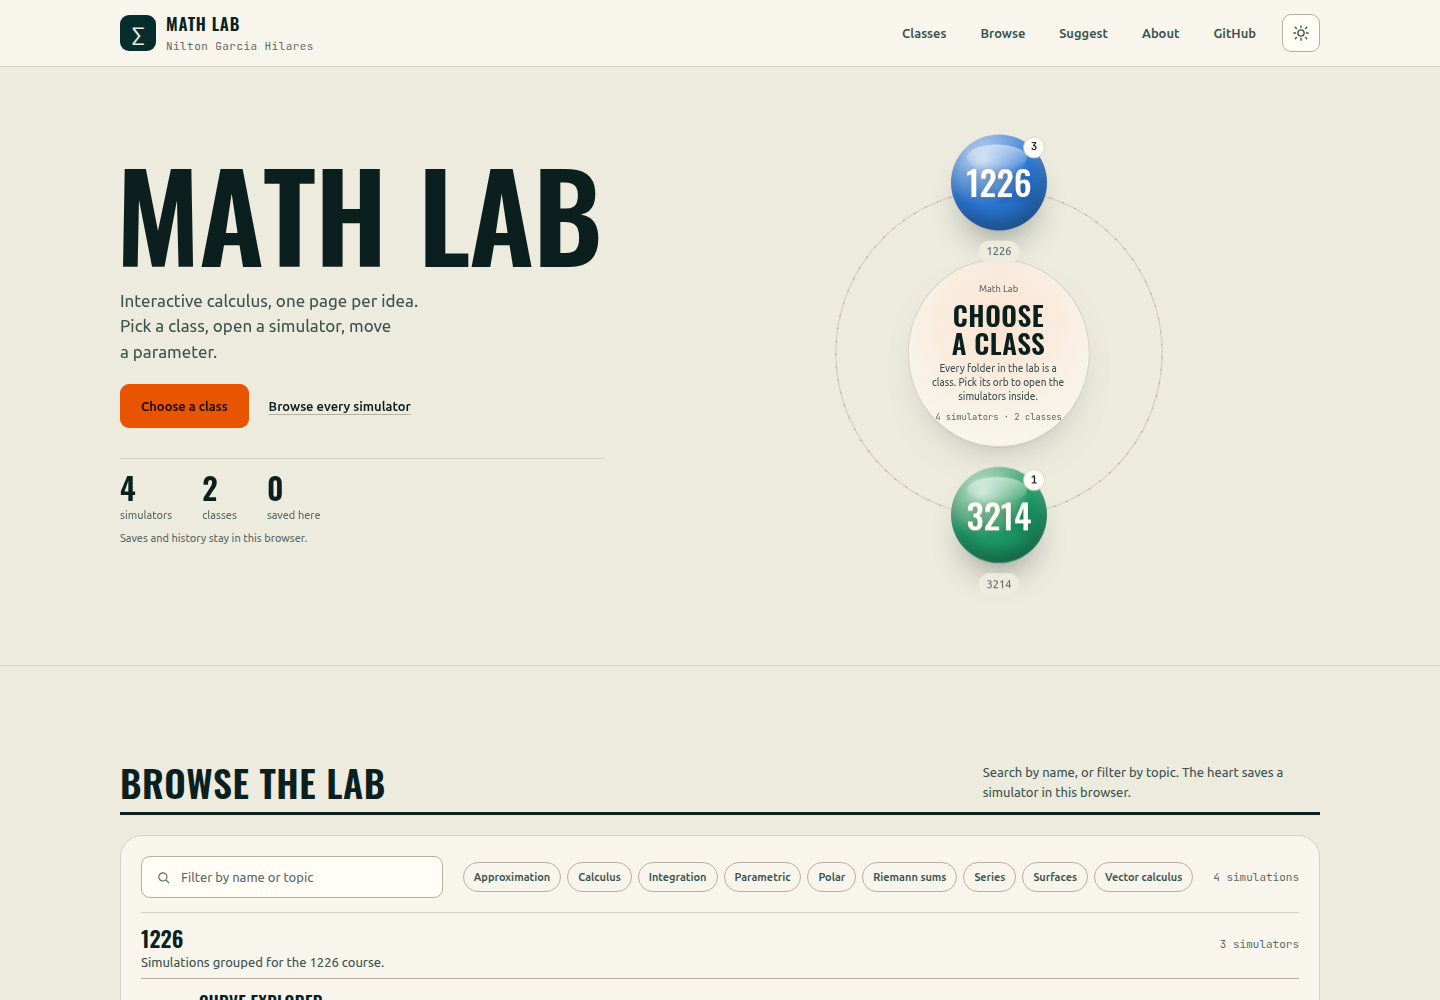 ∑
MATH LAB
Nilton Garcia Hilares
Classes
Browse
Suggest
About
GitHub
MATH LAB
Interactive calculus, one page per idea.
Pick a class, open a simulator, move
a parameter.
Choose a class
Browse every simulator
4
simulators
2
classes
0
saved here
Saves and history stay in this browser.
3
1226
1226
Math Lab
CHOOSE
A CLASS
Every folder in the lab is a
class. Pick its orb to open the
simulators inside.
4 simulators · 2 classes
1
3214
3214
BROWSE THE LAB
Search by name, or filter by topic. The heart saves a
simulator in this browser.
Filter by name or topic
Approximation
Calculus
Integration
Parametric
Polar
Riemann sums
Series
Surfaces
Vector calculus
4 simulations
1226
3 simulators
Simulations grouped for the 1226 course.
CURVE EXPLORER